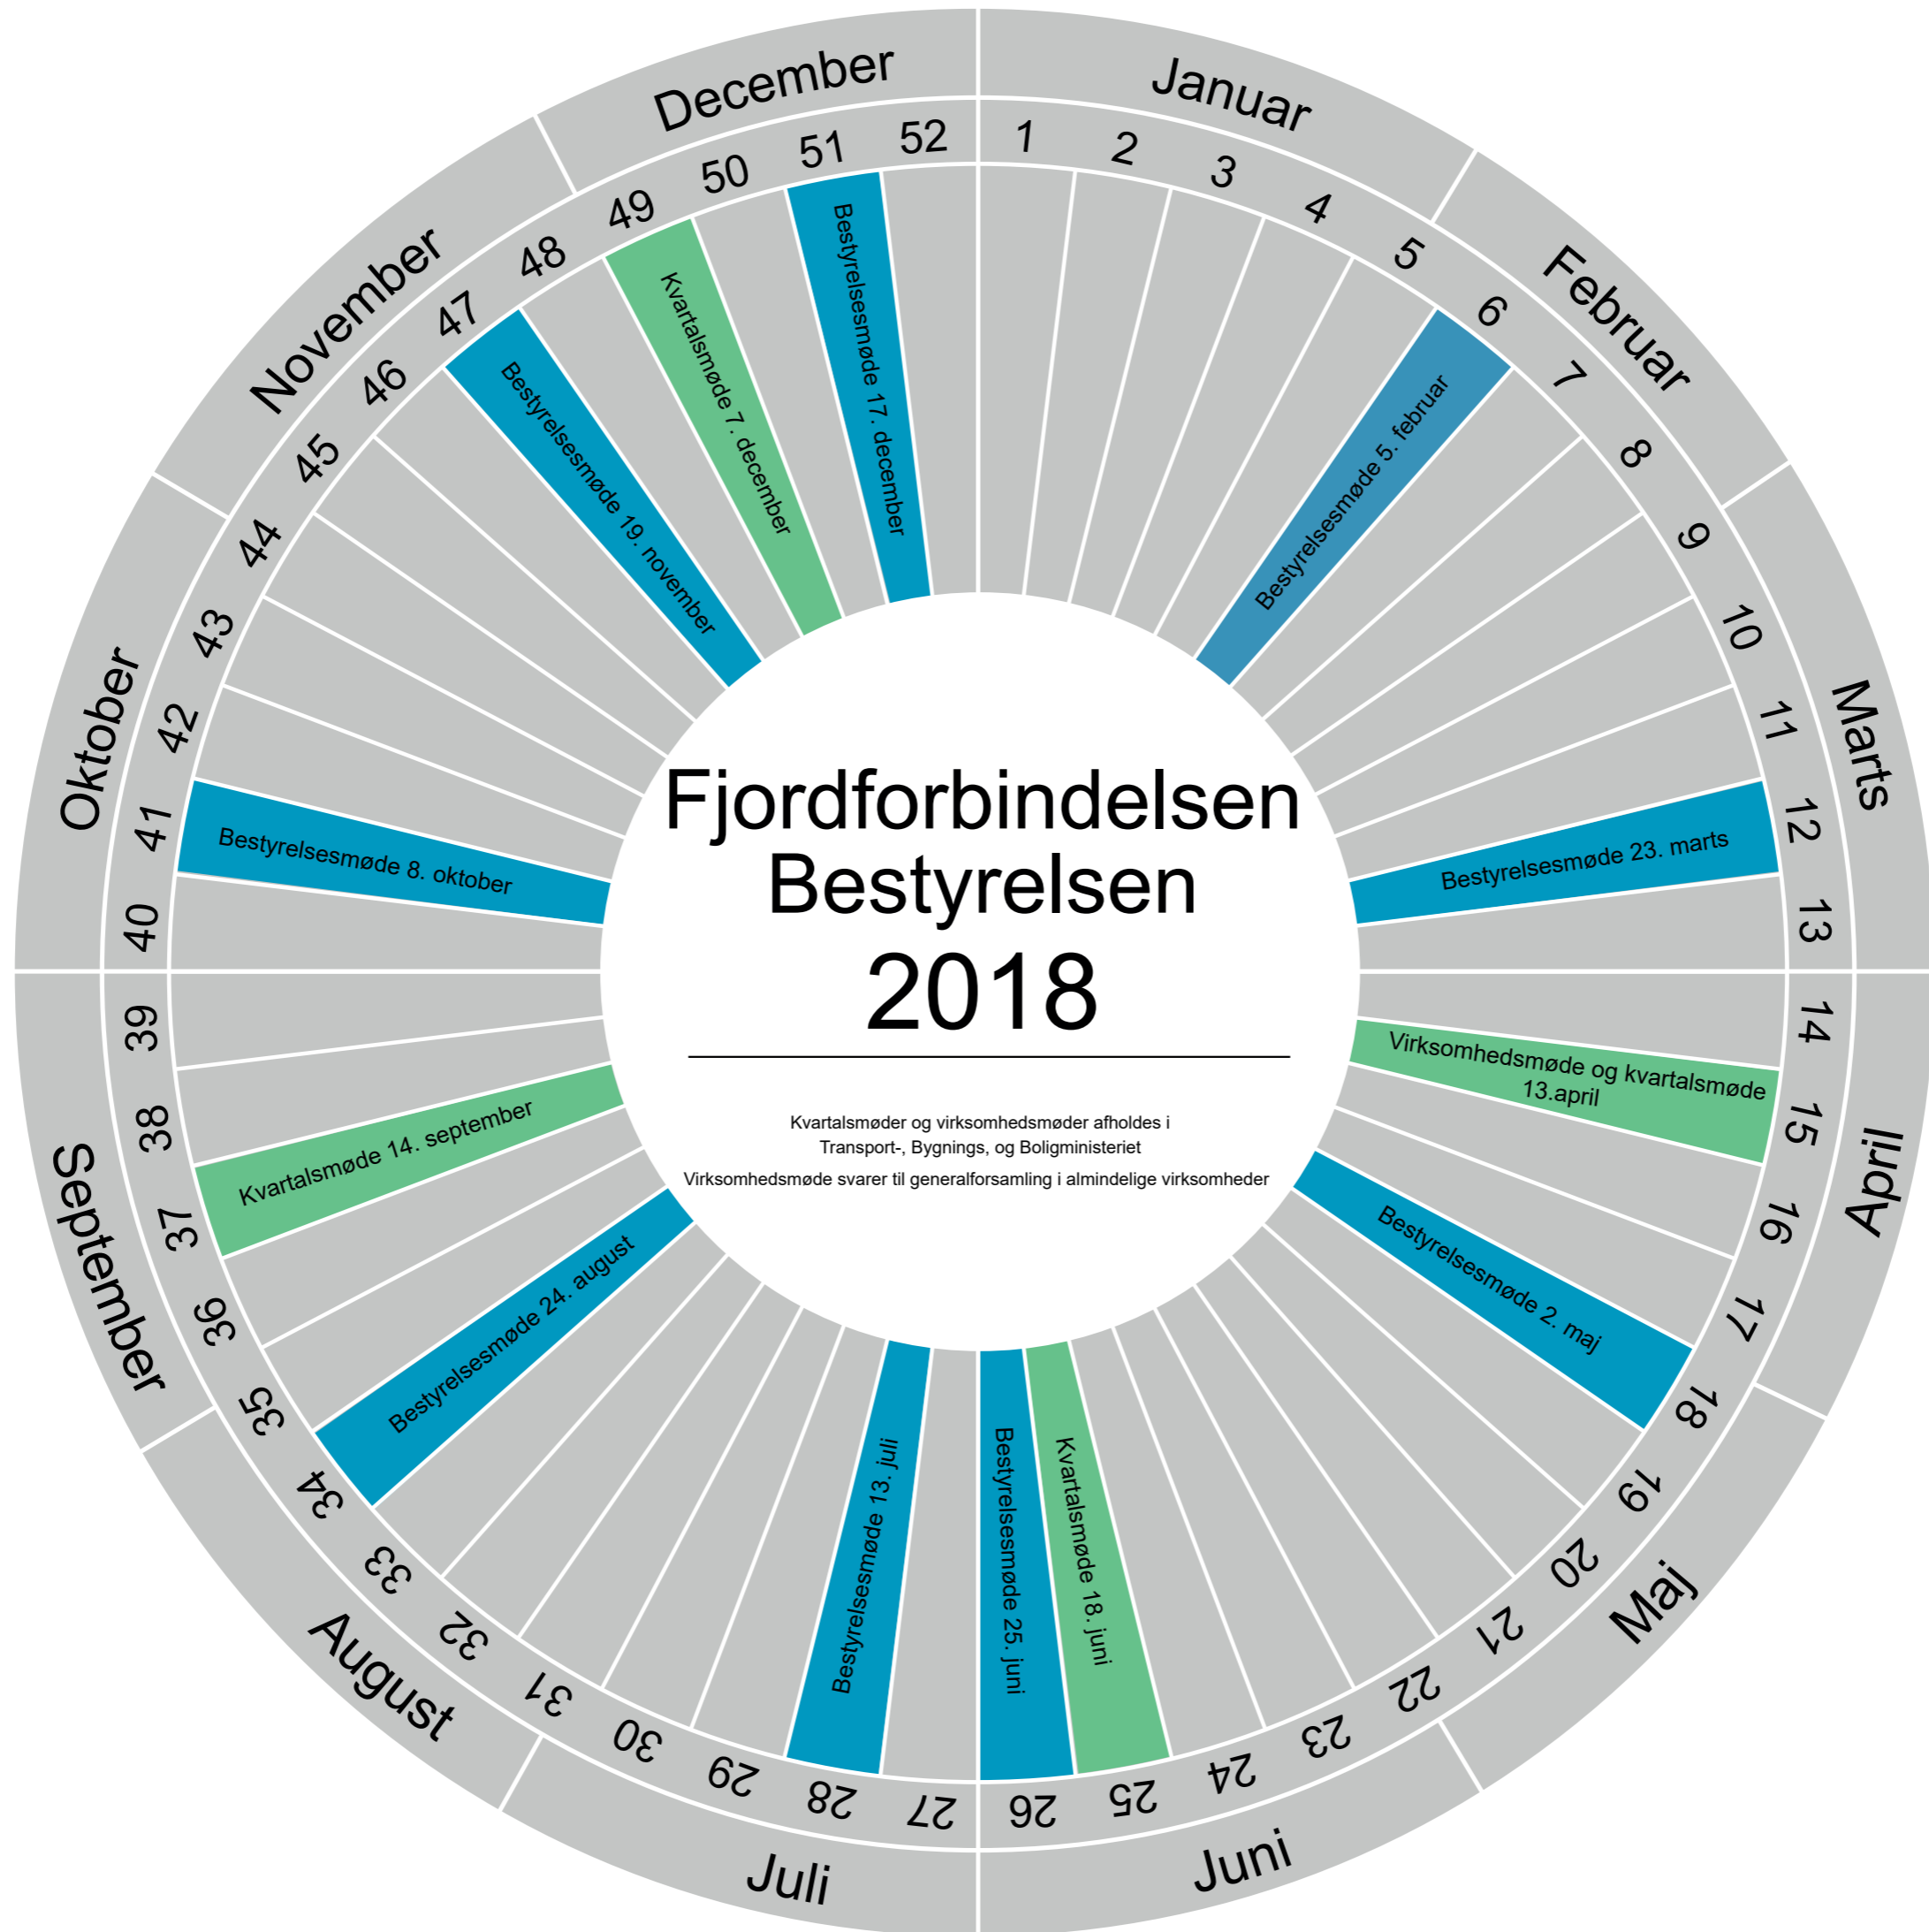 Januar
Februar
Marts
April
Maj
Juni
Juli
August
September
Oktober
November
December
1
2
3
4
5
6
7
8
9
10
11
12
13
14
15
16
17
18
19
20
21
22
23
24
25
26
27
28
29
30
31
32
33
34
35
36
37
38
39
40
41
42
43
44
45
46
47
48
49
50
51
52
Bestyrelsesmøde 5. februar
Bestyrelsesmøde 23. marts
Virksomhedsmøde og kvartalsmøde
13.april
Bestyrelsesmøde 2. maj
Kvartalsmøde 18. juni
Bestyrelsesmøde 25. juni
Bestyrelsesmøde 13. juli
Bestyrelsesmøde 24. august
Kvartalsmøde 14. september
Bestyrelsesmøde 8. oktober
Bestyrelsesmøde 19. november
Kvartalsmøde 7. december
Bestyrelsesmøde 17. december
Fjordforbindelsen
Bestyrelsen
2018
Kvartalsmøder og virksomhedsmøder afholdes i
Transport-, Bygnings, og Boligministeriet
Virksomhedsmøde svarer til generalforsamling i almindelige virksomheder